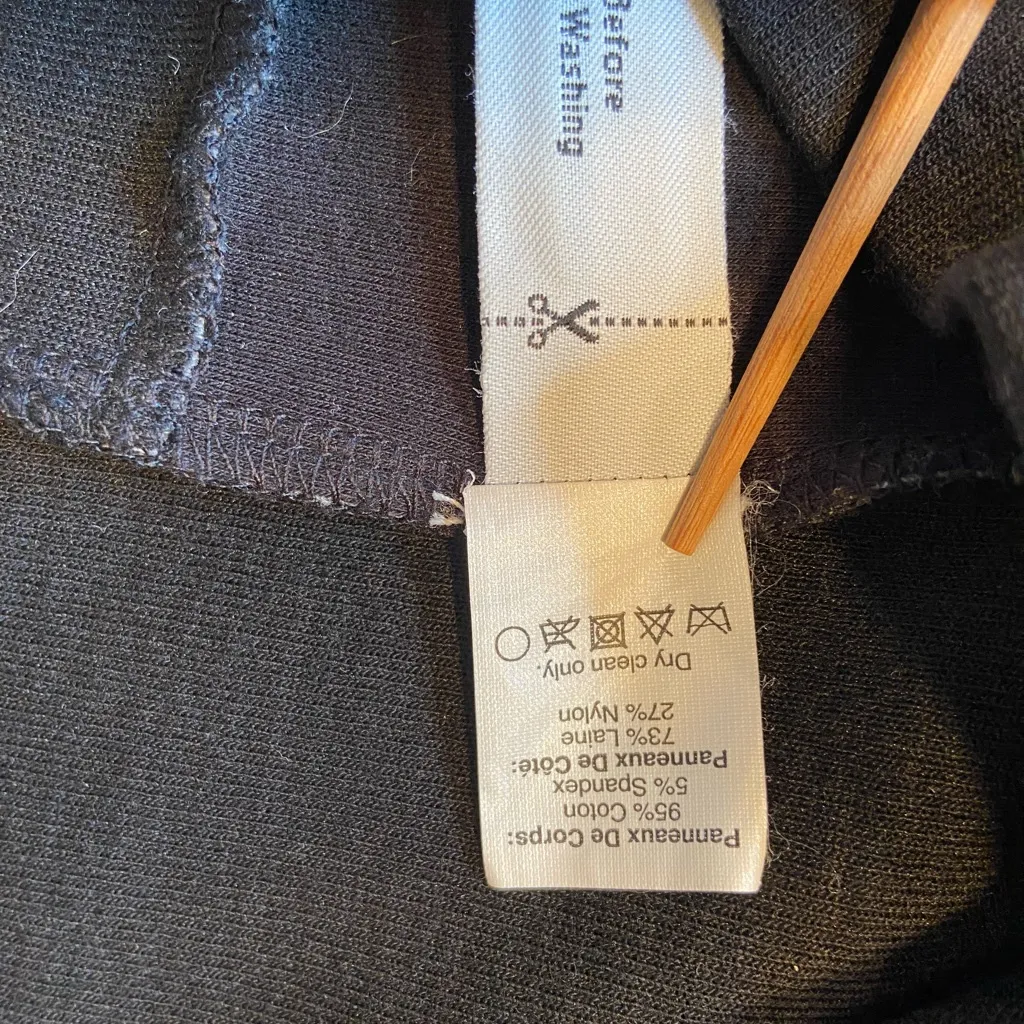 Before
Washing
Panneaux De Corps:
95% Coton
5% Spandex
Panneaux De Côté:
73% Laine
27% Nylon
Dry clean only.